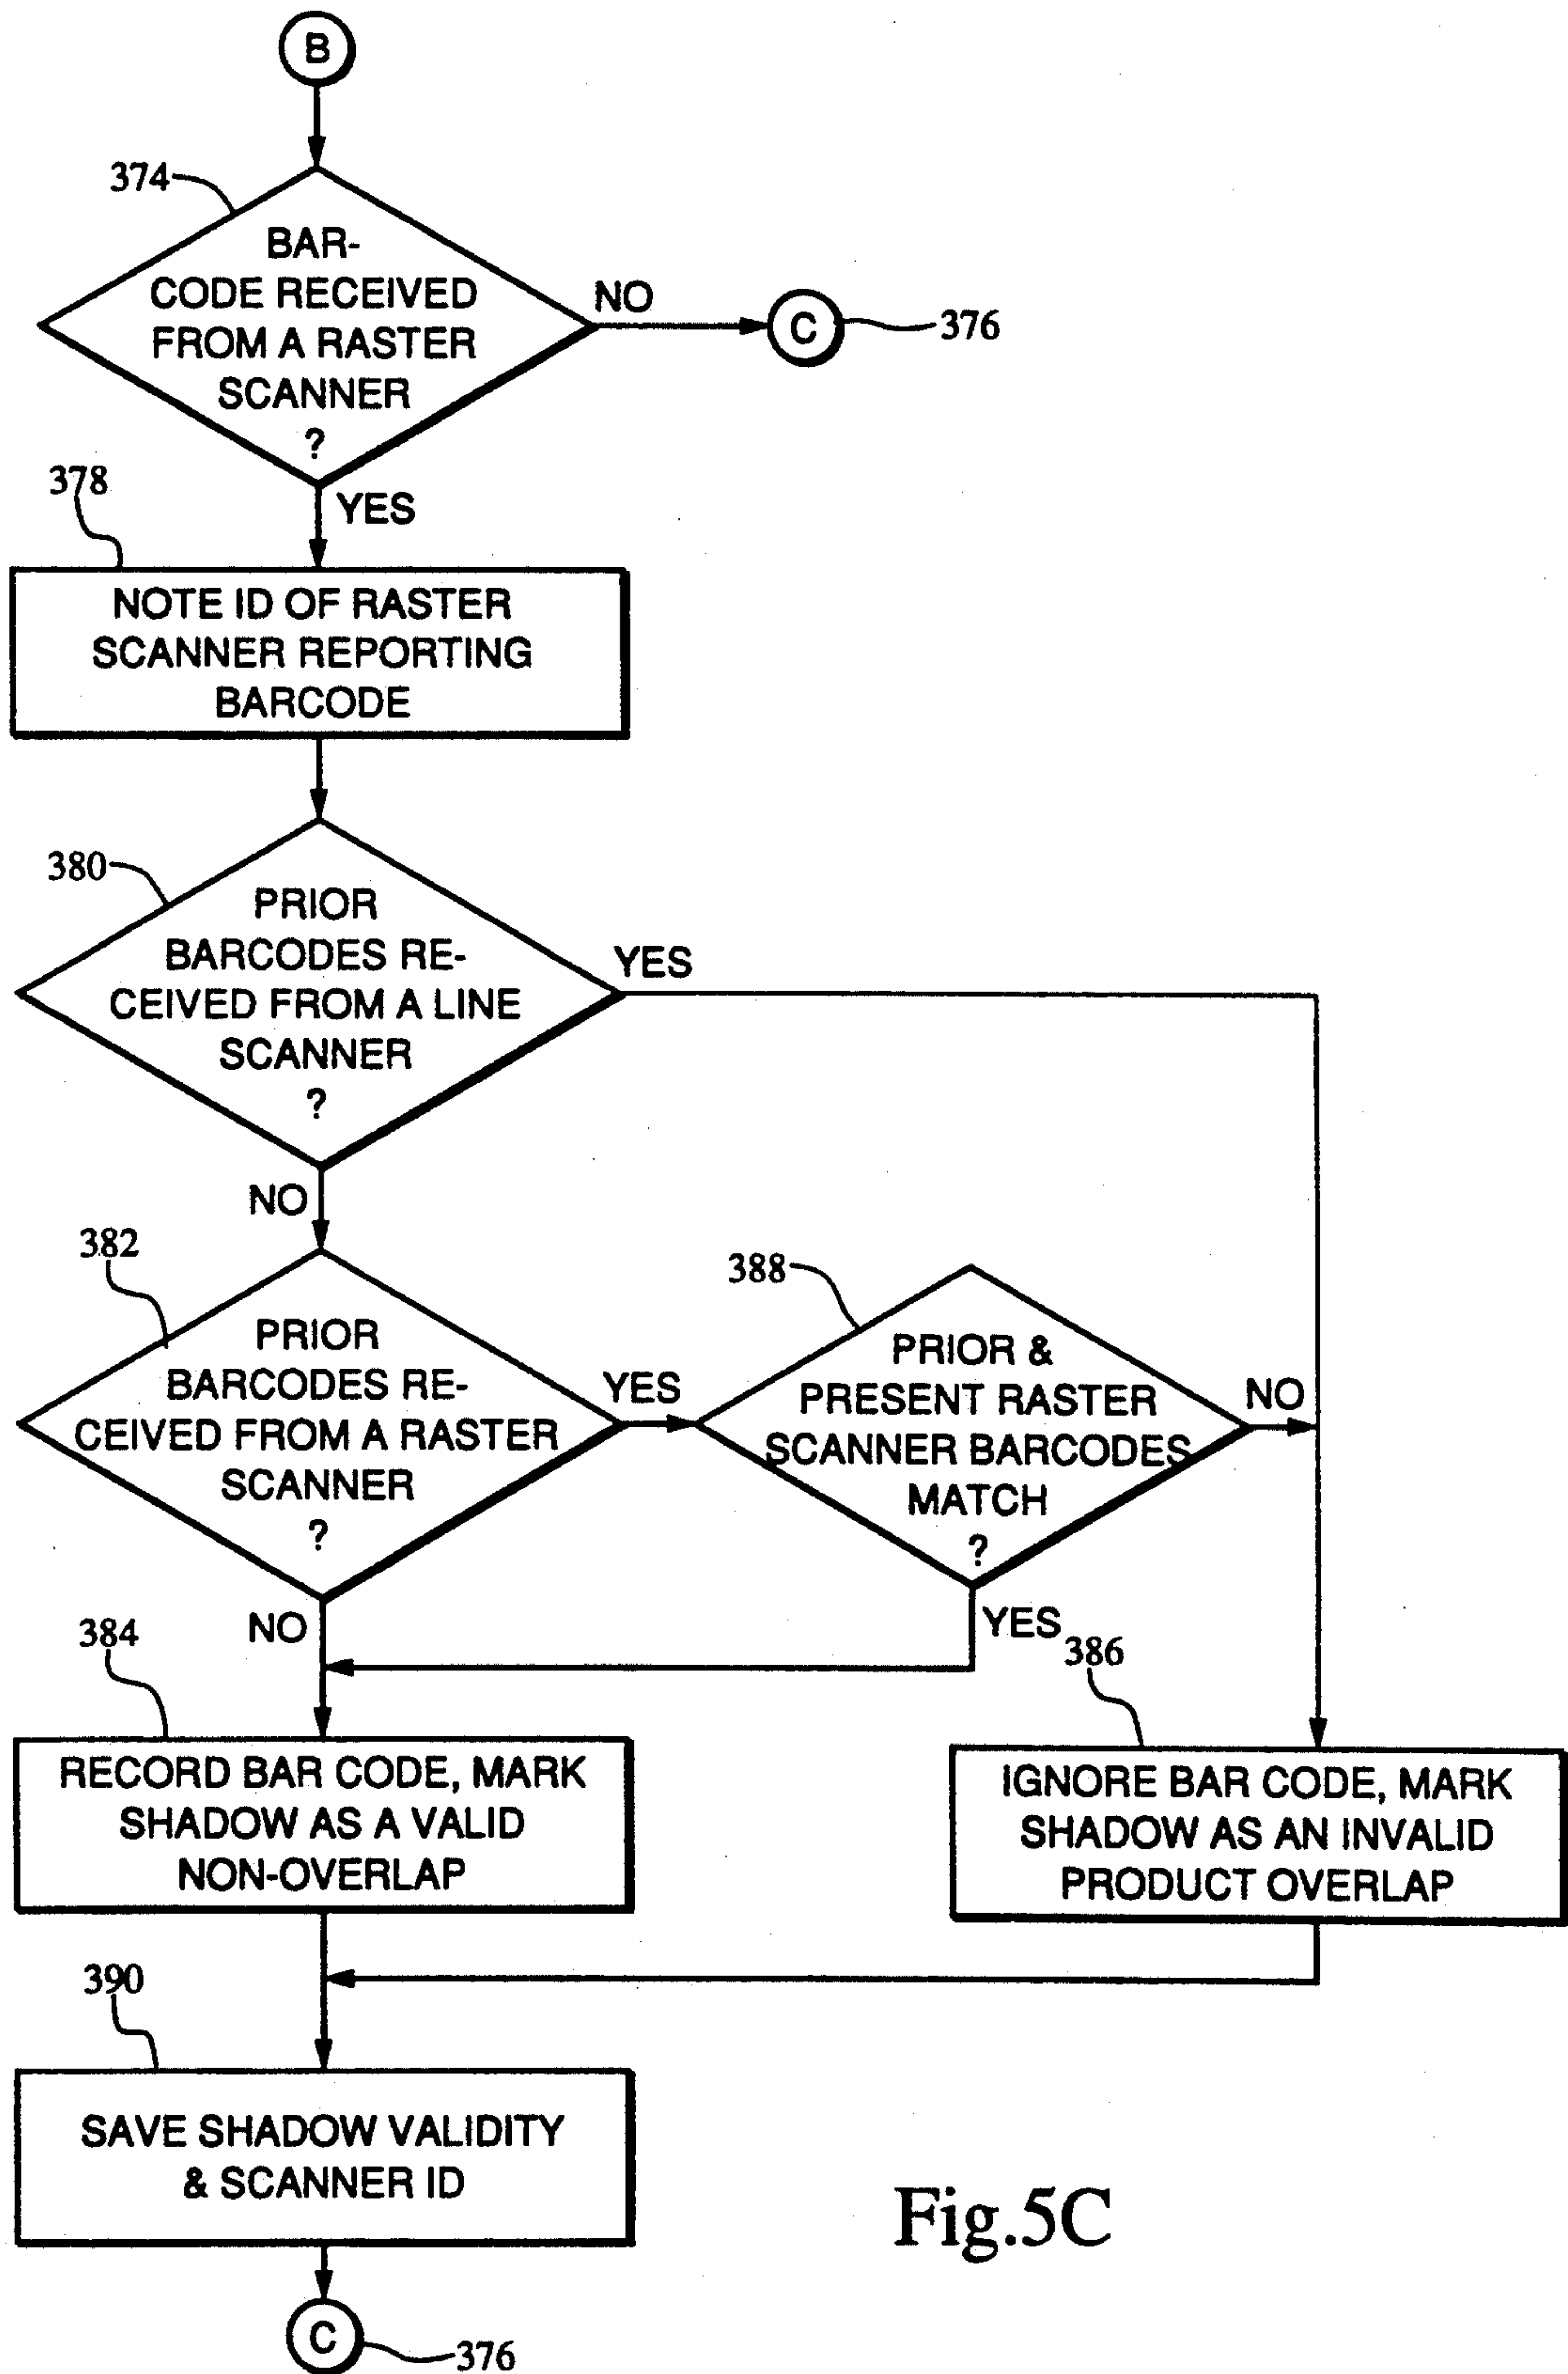 B
374
BAR-
CODE RECEIVED
FROM A RASTER
SCANNER
?
NO
C
376
YES
378
NOTE ID OF RASTER
SCANNER REPORTING
BARCODE
380
PRIOR
BARCODES RE-
CEIVED FROM A LINE
SCANNER
?
YES
NO
382
PRIOR
BARCODES RE-
CEIVED FROM A RASTER
SCANNER
?
YES
388
PRIOR &
PRESENT RASTER
SCANNER BARCODES
MATCH
?
NO
NO
YES
384
RECORD BAR CODE, MARK
SHADOW AS A VALID
NON-OVERLAP
386
IGNORE BAR CODE, MARK
SHADOW AS AN INVALID
PRODUCT OVERLAP
390
SAVE SHADOW VALIDITY
& SCANNER ID
C
376
Fig.5C